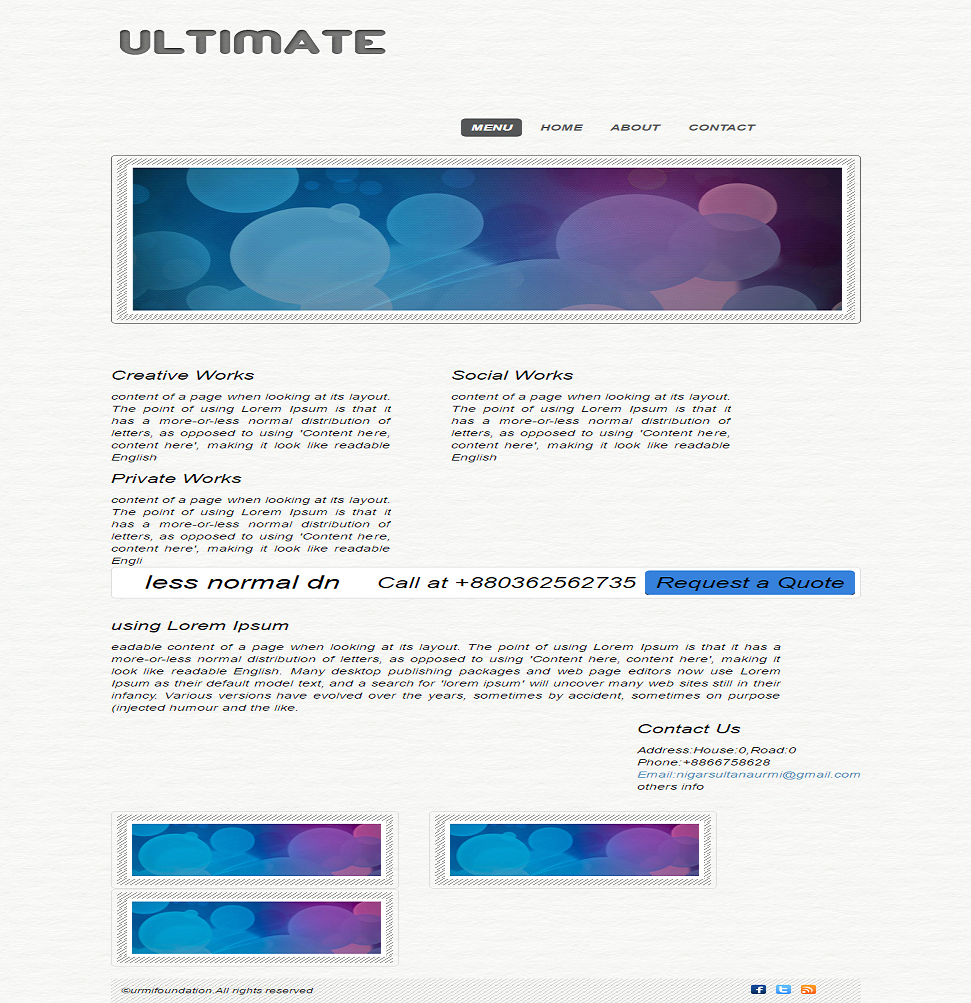 ULTIMATE
MENU HOME ABOUT CONTACT
Creative Works
content of a page when looking at its layout.
The point of using Lorem Ipsum is that it
has a more-or-less normal distribution of
letters, as opposed to using 'Content here,
content here', making it look like readable
English
Social Works
content of a page when looking at its layout.
The point of using Lorem Ipsum is that it
has a more-or-less normal distribution of
letters, as opposed to using 'Content here,
content here', making it look like readable
English
Private Works
content of a page when looking at its layout.
The point of using Lorem Ipsum is that it
has a more-or-less normal distribution of
letters, as opposed to using 'Content here,
content here', making it look like readable
Engli
less normal dn Call at +880362562735 Request a Quote
using Lorem Ipsum
eadable content of a page when looking at its layout. The point of using Lorem Ipsum is that it has a
more-or-less normal distribution of letters, as opposed to using 'Content here, content here', making it
look like readable English. Many desktop publishing packages and web page editors now use Lorem
Ipsum as their default model text, and a search for 'lorem ipsum' will uncover many web sites still in their
infancy. Various versions have evolved over the years, sometimes by accident, sometimes on purpose
(injected humour and the like.
Contact Us
Address:House:0,Road:0
Phone:+8866758628
Email:nigarsultanaurmi@gmail.com
others info
©urmifoundation.All rights reserved